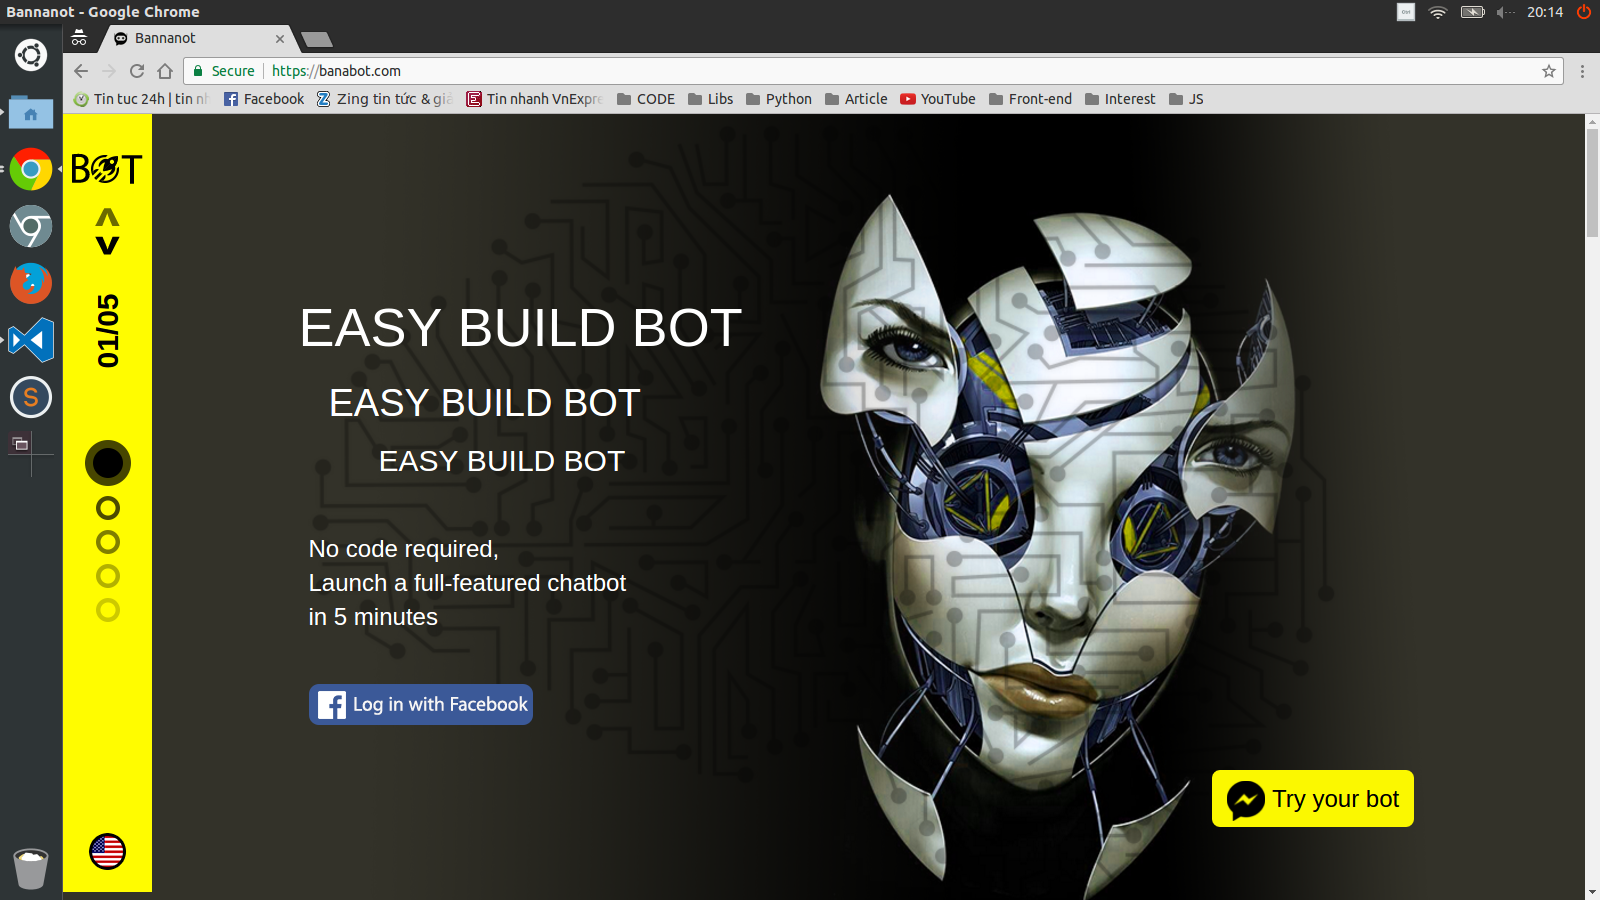 Bannanot - Google Chrome
20:14
Bannanot
Secure
https://banabot.com
Tin tuc 24h | tin nh
Facebook
Zing tin tức & giả
Tin nhanh VnExpre
CODE
Libs
Python
Article
YouTube
Front-end
Interest
JS
BOT
01/05
EASY BUILD BOT
EASY BUILD BOT
EASY BUILD BOT
No code required,
Launch a full-featured chatbot
in 5 minutes
Log in with Facebook
Try your bot